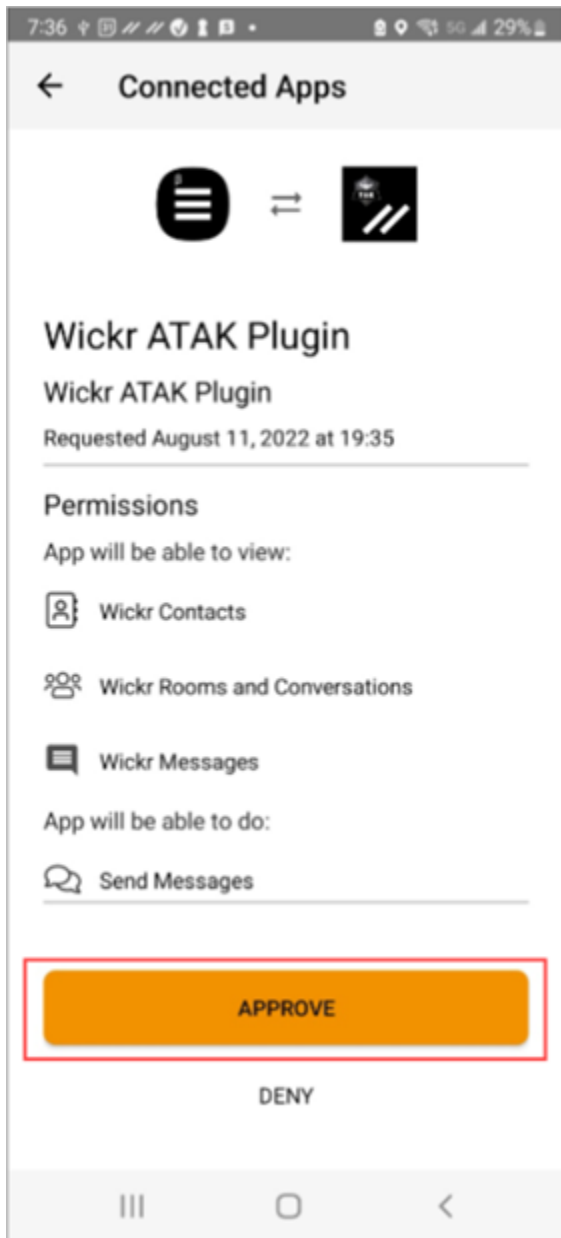 7:36 5G 29%
Connected Apps
TAK
Wickr ATAK Plugin
Wickr ATAK Plugin
Requested August 11, 2022 at 19:35
Permissions
App will be able to view:
Wickr Contacts
Wickr Rooms and Conversations
Wickr Messages
App will be able to do:
Send Messages
APPROVE
DENY